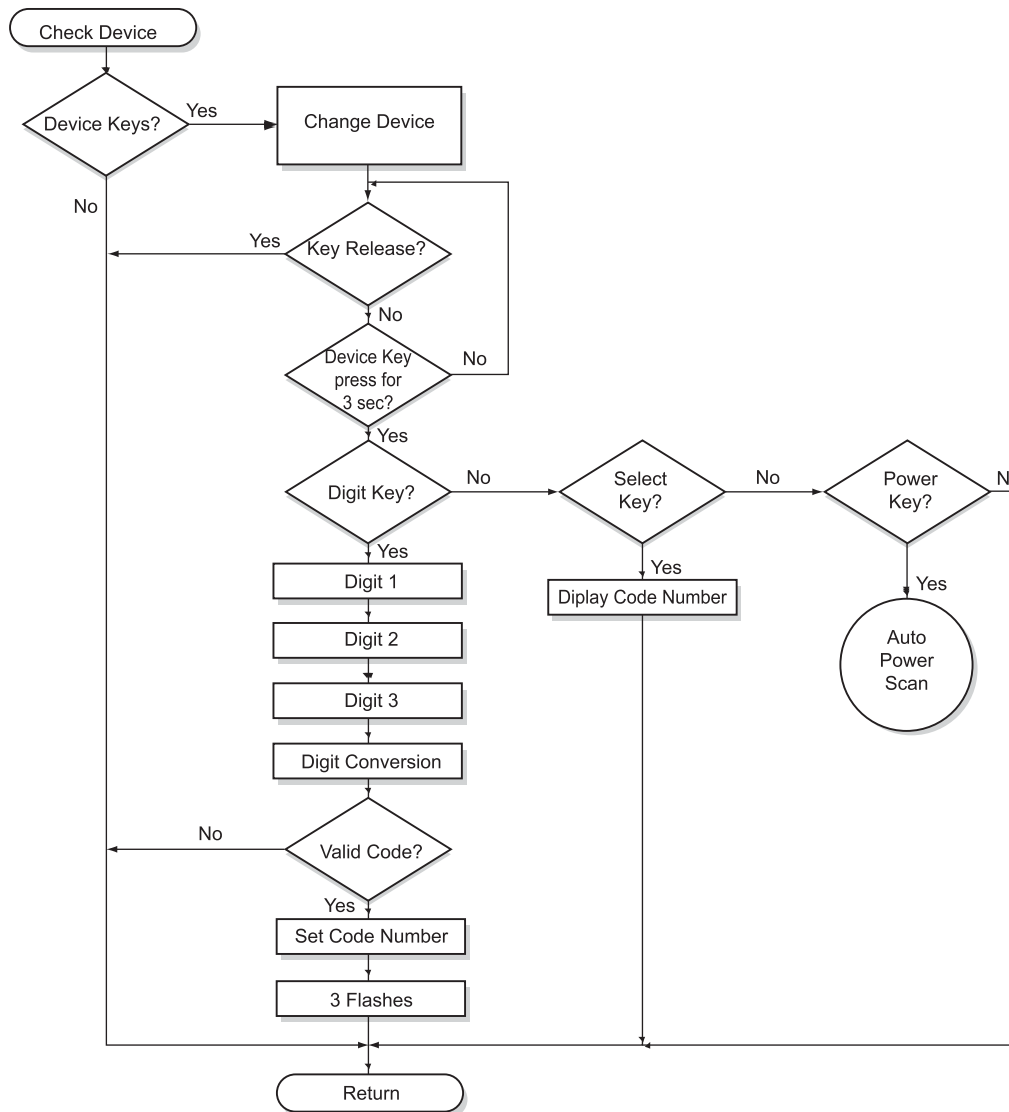 Check Device
Device Keys?
Yes
Change Device
No
Yes
Key Release?
No
Device Key
press for
3 sec?
No
Yes
Digit Key?
No
Select
Key?
No
Power
Key?
N
Yes
Digit 1
Yes
Diplay Code Number
Yes
Auto
Power
Scan
Digit 2
Digit 3
Digit Conversion
No
Valid Code?
Yes
Set Code Number
3 Flashes
Return